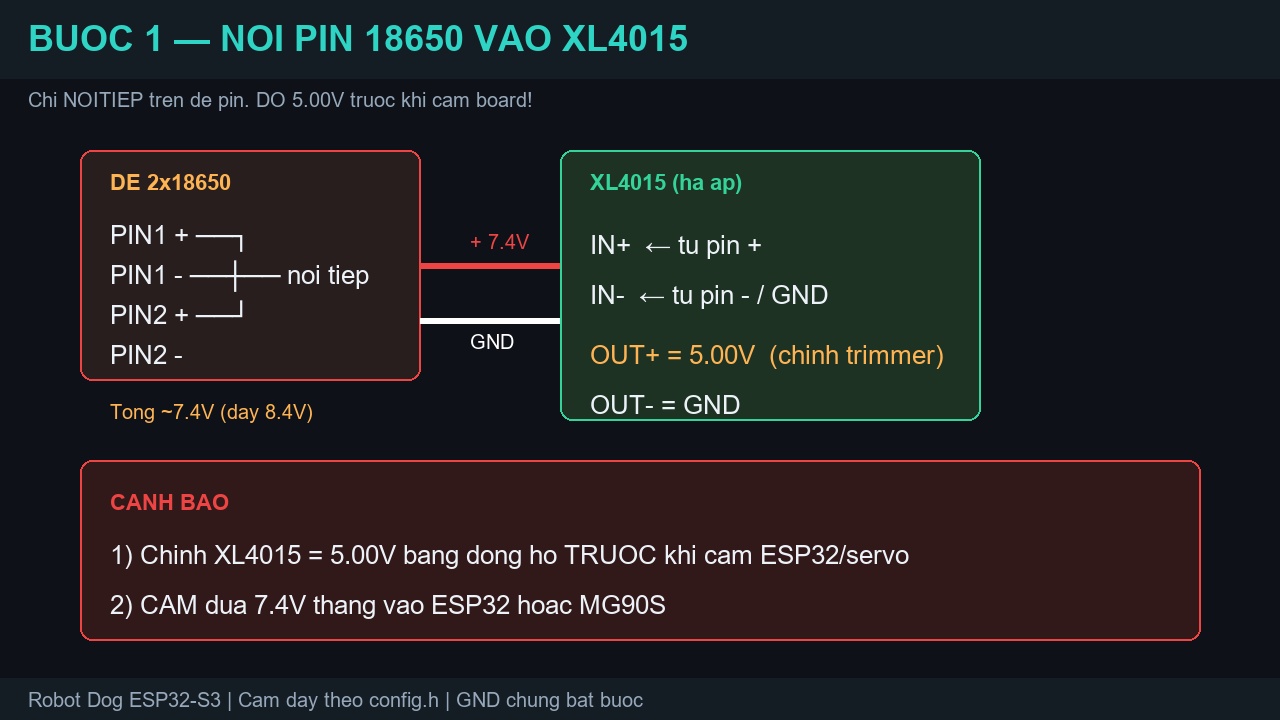 BUOC 1 — NOI PIN 18650 VAO XL4015
Chi NOITIEP tren de pin. DO 5.00V truoc khi cam board!
DE 2x18650
PIN1 + ──┐
PIN1 - ──┼── noi tiep
PIN2 + ──┘
PIN2 -
Tong ~7.4V (day 8.4V)
+ 7.4V
GND
XL4015 (ha ap)
IN+ ← tu pin +
IN- ← tu pin - / GND
OUT+ = 5.00V (chinh trimmer)
OUT- = GND
CANH BAO
1) Chinh XL4015 = 5.00V bang dong ho TRUOC khi cam ESP32/servo
2) CAM dua 7.4V thang vao ESP32 hoac MG90S
Robot Dog ESP32-S3 | Cam day theo config.h | GND chung bat buoc